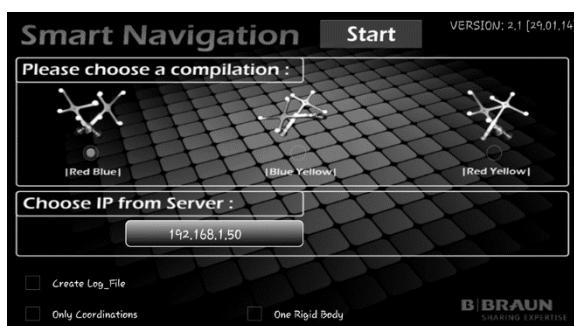 Smart Navigation
Start
VERSION: 2.1 [29.01.14]
Please choose a compilation :
|Red Blue|
|Blue Yellow|
|Red Yellow|
Choose IP from Server :
192.168.1.50
Create Log_File
Only Coordinations
One Rigid Body
B|BRAUN
SHARING EXPERTISE